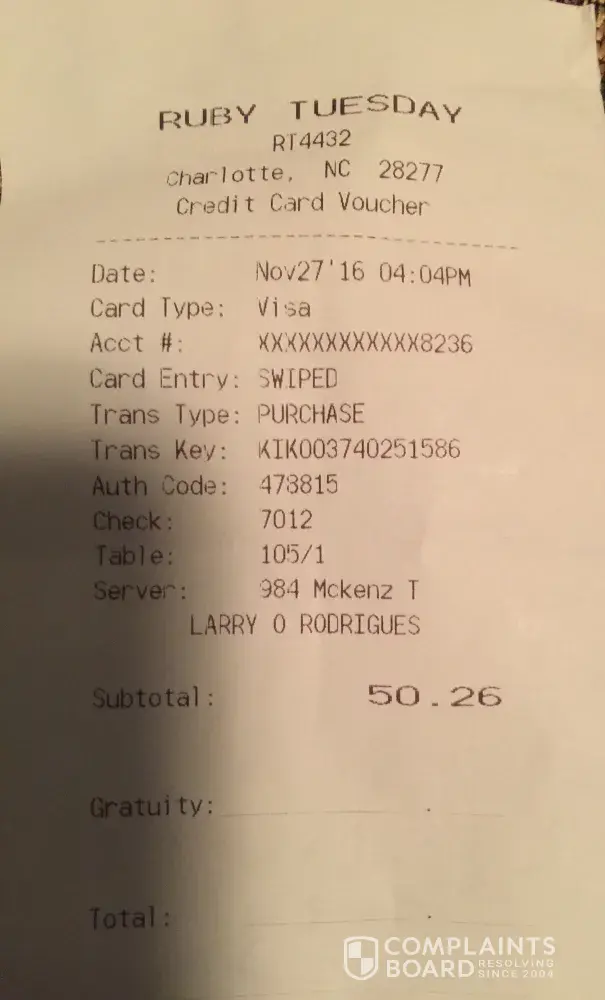 RUBY TUESDAY
RT4432
Charlotte, NC 28277
Credit Card Voucher
Date: Nov27'16 04:04PM
Card Type: Visa
Acct #: XXXXXXXXXXXX8236
Card Entry: SWIPED
Trans Type: PURCHASE
Trans Key: KIK003740251586
Auth Code: 473815
Check: 7012
Table: 105/1
Server: 984 Mckenz T
LARRY O RODRIGUES
Subtotal: 50.26
Gratuity:
Total:
COMPLAINTS
BOARD RESOLVING
SINCE 2004